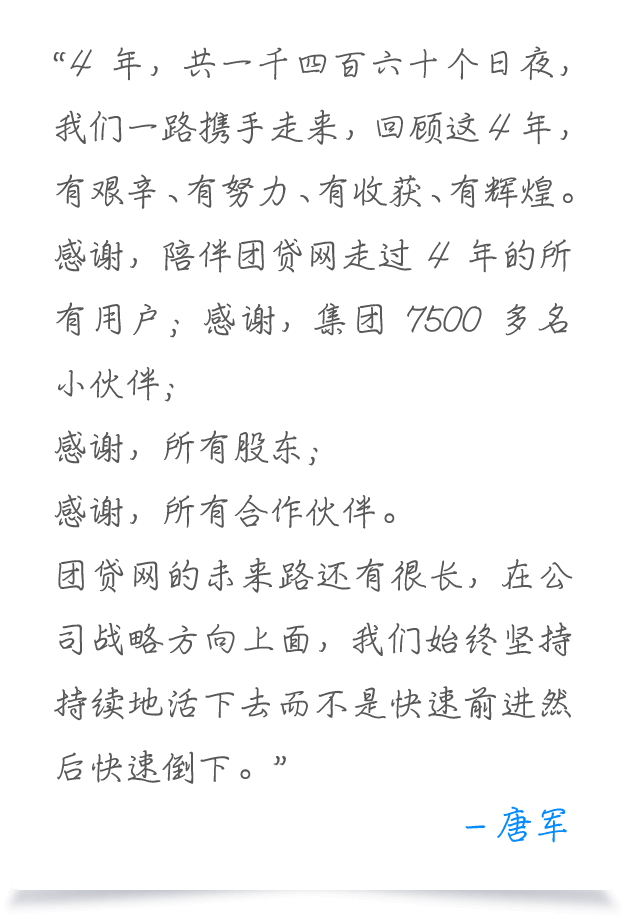 “4 年，共一千四百六十个日夜，
我们一路携手走来，回顾这4年，
有艰辛、有努力、有收获、有辉煌。
感谢，陪伴团贷网走过 4 年的所
有用户；感谢，集团 7500 多名
小伙伴；
感谢，所有股东；
感谢，所有合作伙伴。
团贷网的未来路还有很长，在公
司战略方向上面，我们始终坚持
持续地活下去而不是快速前进然
后快速倒下。”
– 唐军